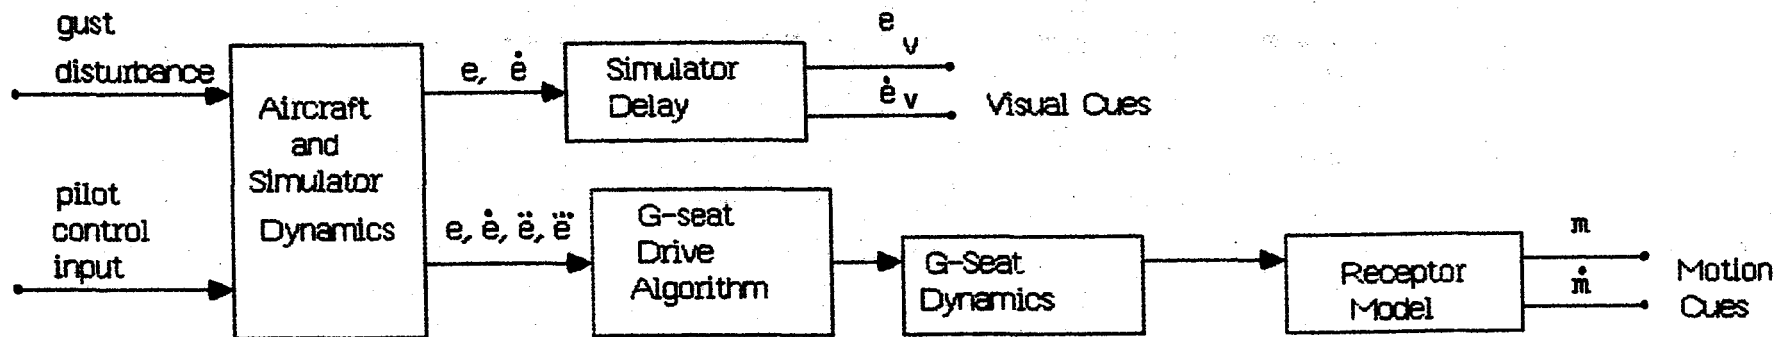 gust
disturbance
pilot
control
input
Aircraft
and
Simulator
Dynamics
e, ė
Simulator
Delay
e v
ė v
Visual Cues
e, ė, ë, e⃛
G-seat
Drive
Algorithm
G-Seat
Dynamics
Receptor
Model
m
ṁ
Motion
Cues